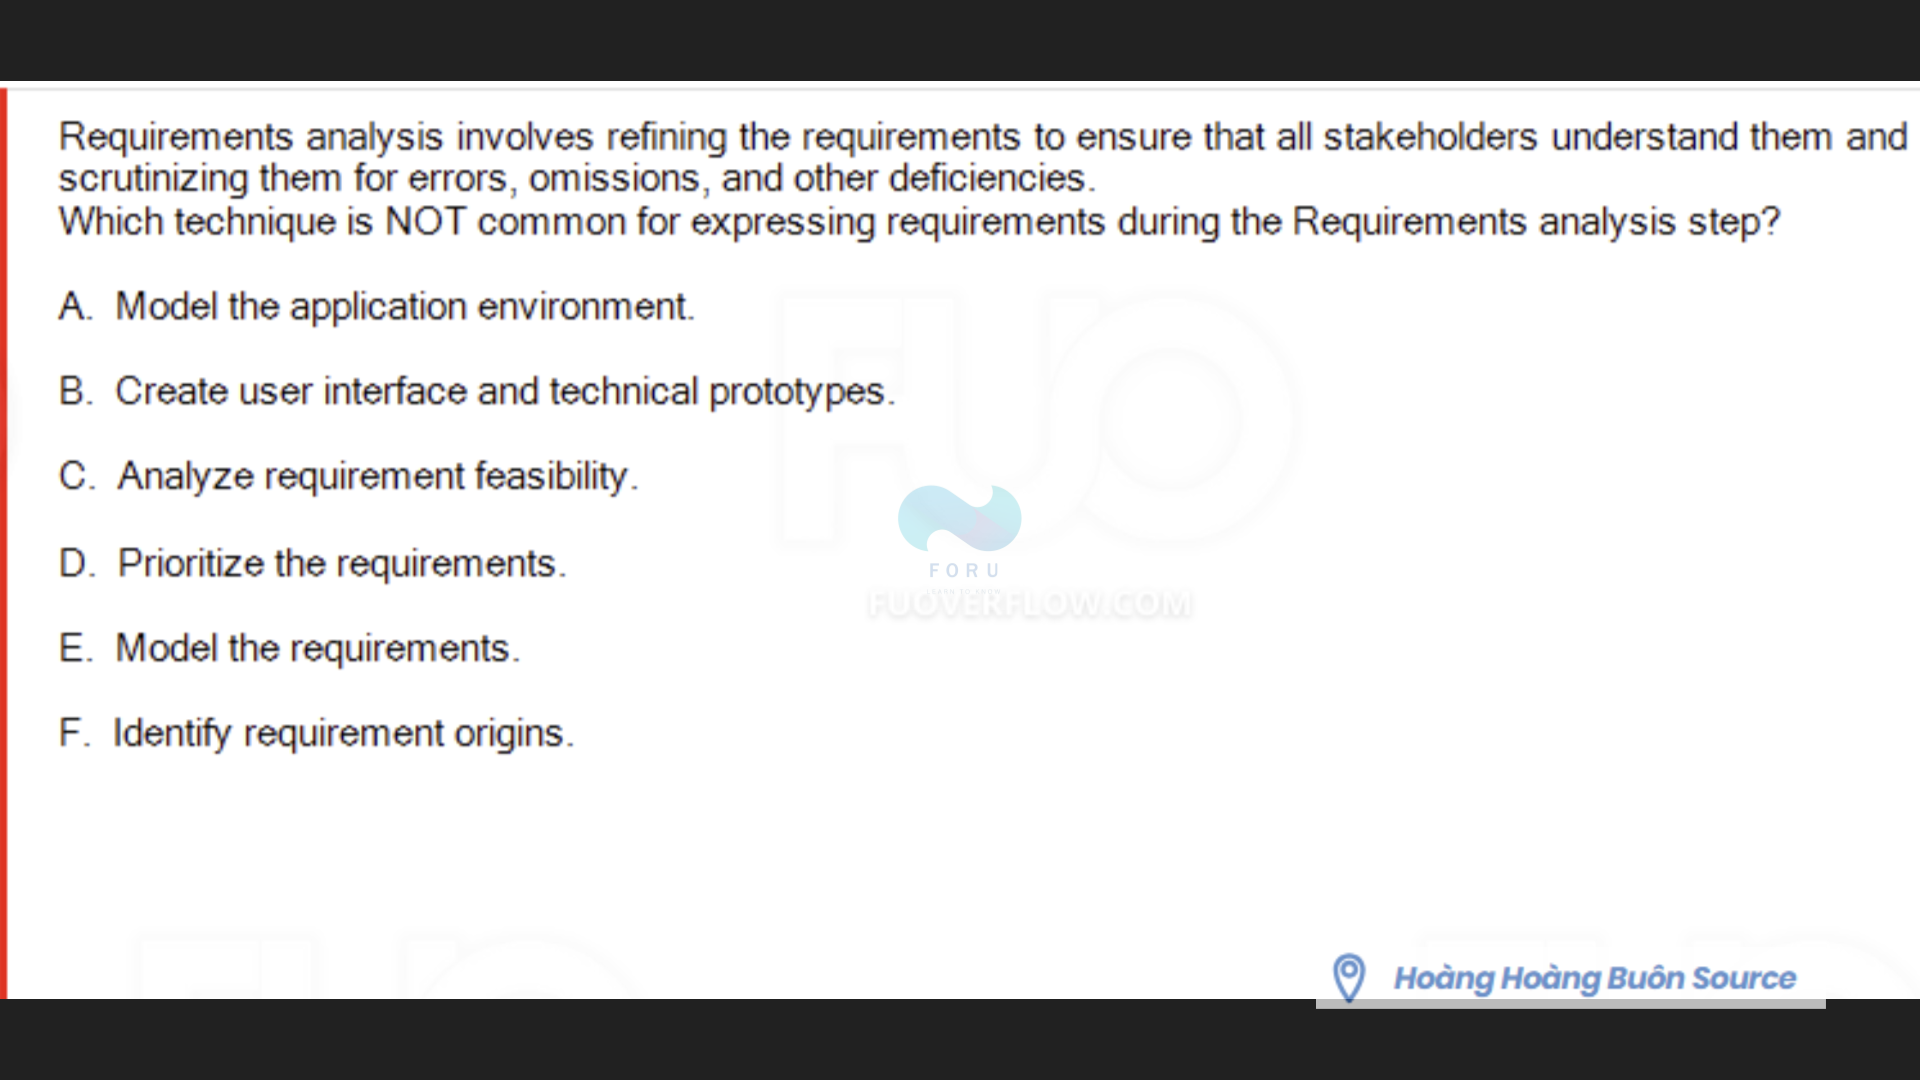 Requirements analysis involves refining the requirements to ensure that all stakeholders understand them and
scrutinizing them for errors, omissions, and other deficiencies.
Which technique is NOT common for expressing requirements during the Requirements analysis step?
A. Model the application environment.
B. Create user interface and technical prototypes.
C. Analyze requirement feasibility.
FORU
D. Prioritize the requirements.
FUOVERFLOW.COM
E. Model the requirements.
F. Identify requirement origins.
FUO
Hoàng Hoàng Buôn Source